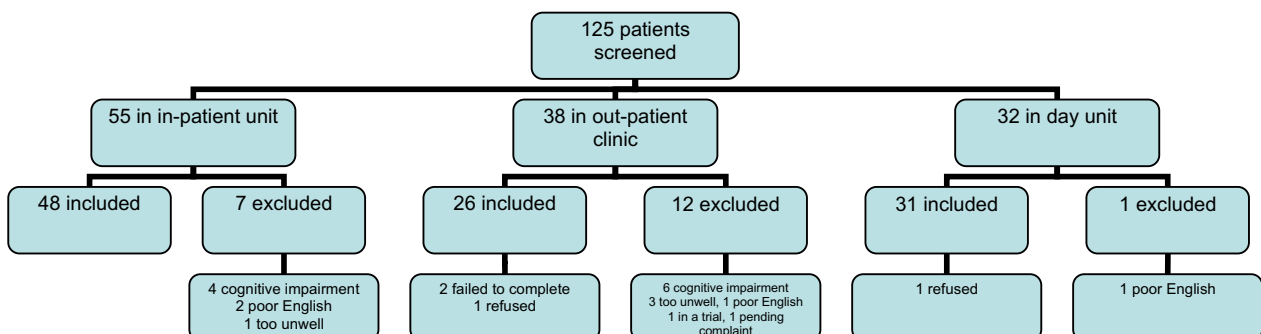 125 patients
screened
55 in in-patient unit
38 in out-patient
clinic
32 in day unit
48 included
7 excluded
26 included
12 excluded
31 included
1 excluded
4 cognitive impairment
2 poor English
1 too unwell
2 failed to complete
1 refused
6 cognitive impairment
3 too unwell, 1 poor English
1 in a trial, 1 pending
complaint
1 refused
1 poor English